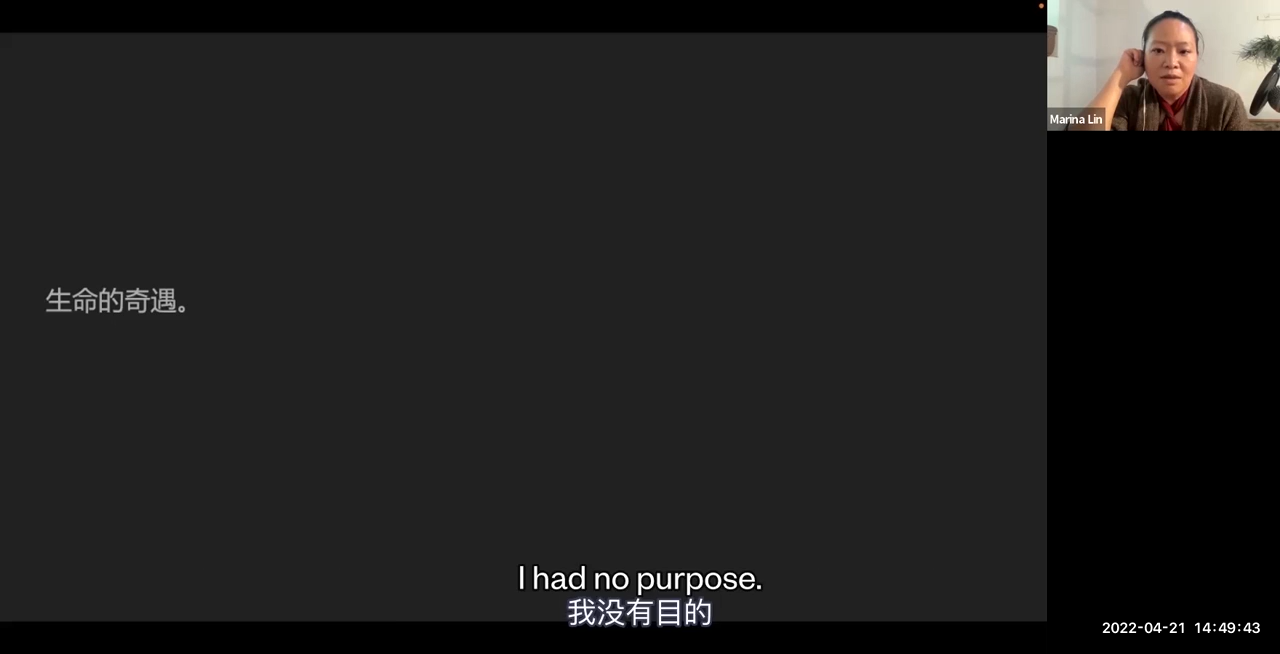 Marina Lin
生命的奇遇。
I had no purpose.
我没有目的
2022-04-21 14:49:43